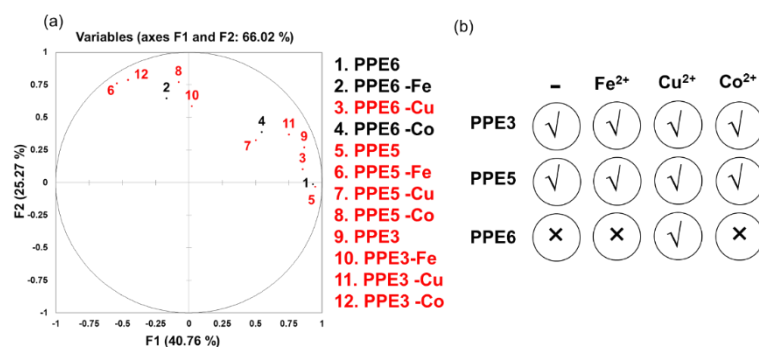 (a)
Variables (axes F1 and F2: 66.02 %)
1
0.75
0.5
0.25
0
0.25
0.5
0.75
-1
F2 (25.27 %)
-1
-0.75
-0.5
-0.25
0
0.25
0.5
0.75
1
F1 (40.76 %)
6
12
2
8
10
4
7
11
9
3
1
5
1. PPE6
2. PPE6 -Fe
3. PPE6 -Cu
4. PPE6 -Co
5. PPE5
6. PPE5 -Fe
7. PPE5 -Cu
8. PPE5 -Co
9. PPE3
10. PPE3-Fe
11. PPE3 -Cu
12. PPE3 -Co
(b)
– Fe²⁺ Cu²⁺ Co²⁺
PPE3 √ √ √ √
PPE5 √ √ √ √
PPE6 × × √ ×